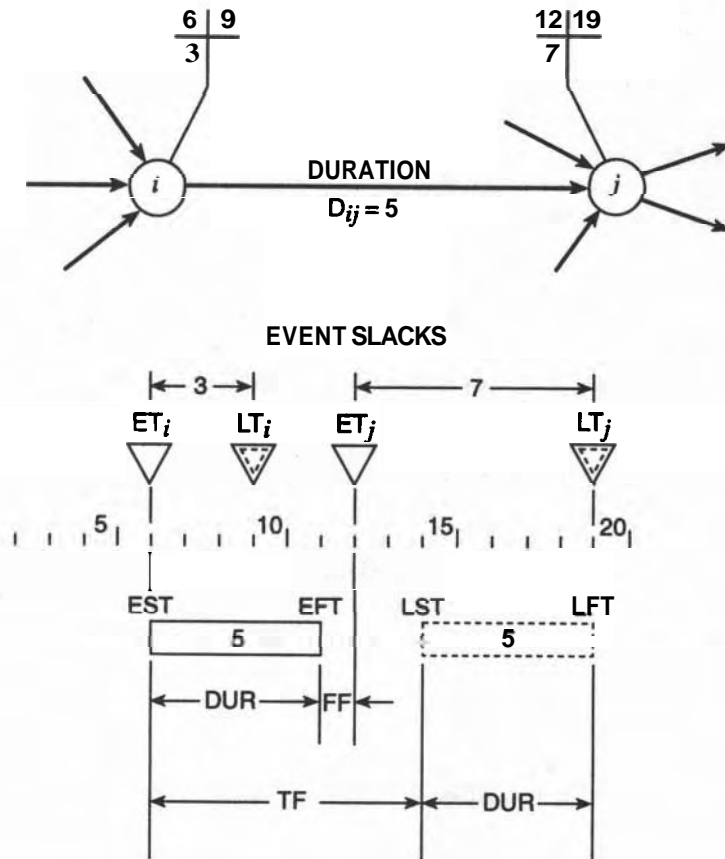 6 9
3
12 19
7
i
DURATION
Dij = 5
j
EVENT SLACKS
3
7
ETi
LTi
ETj
LTj
5
10
15
20
EST
EFT
LST
LFT
5
5
DUR
FF
TF
DUR